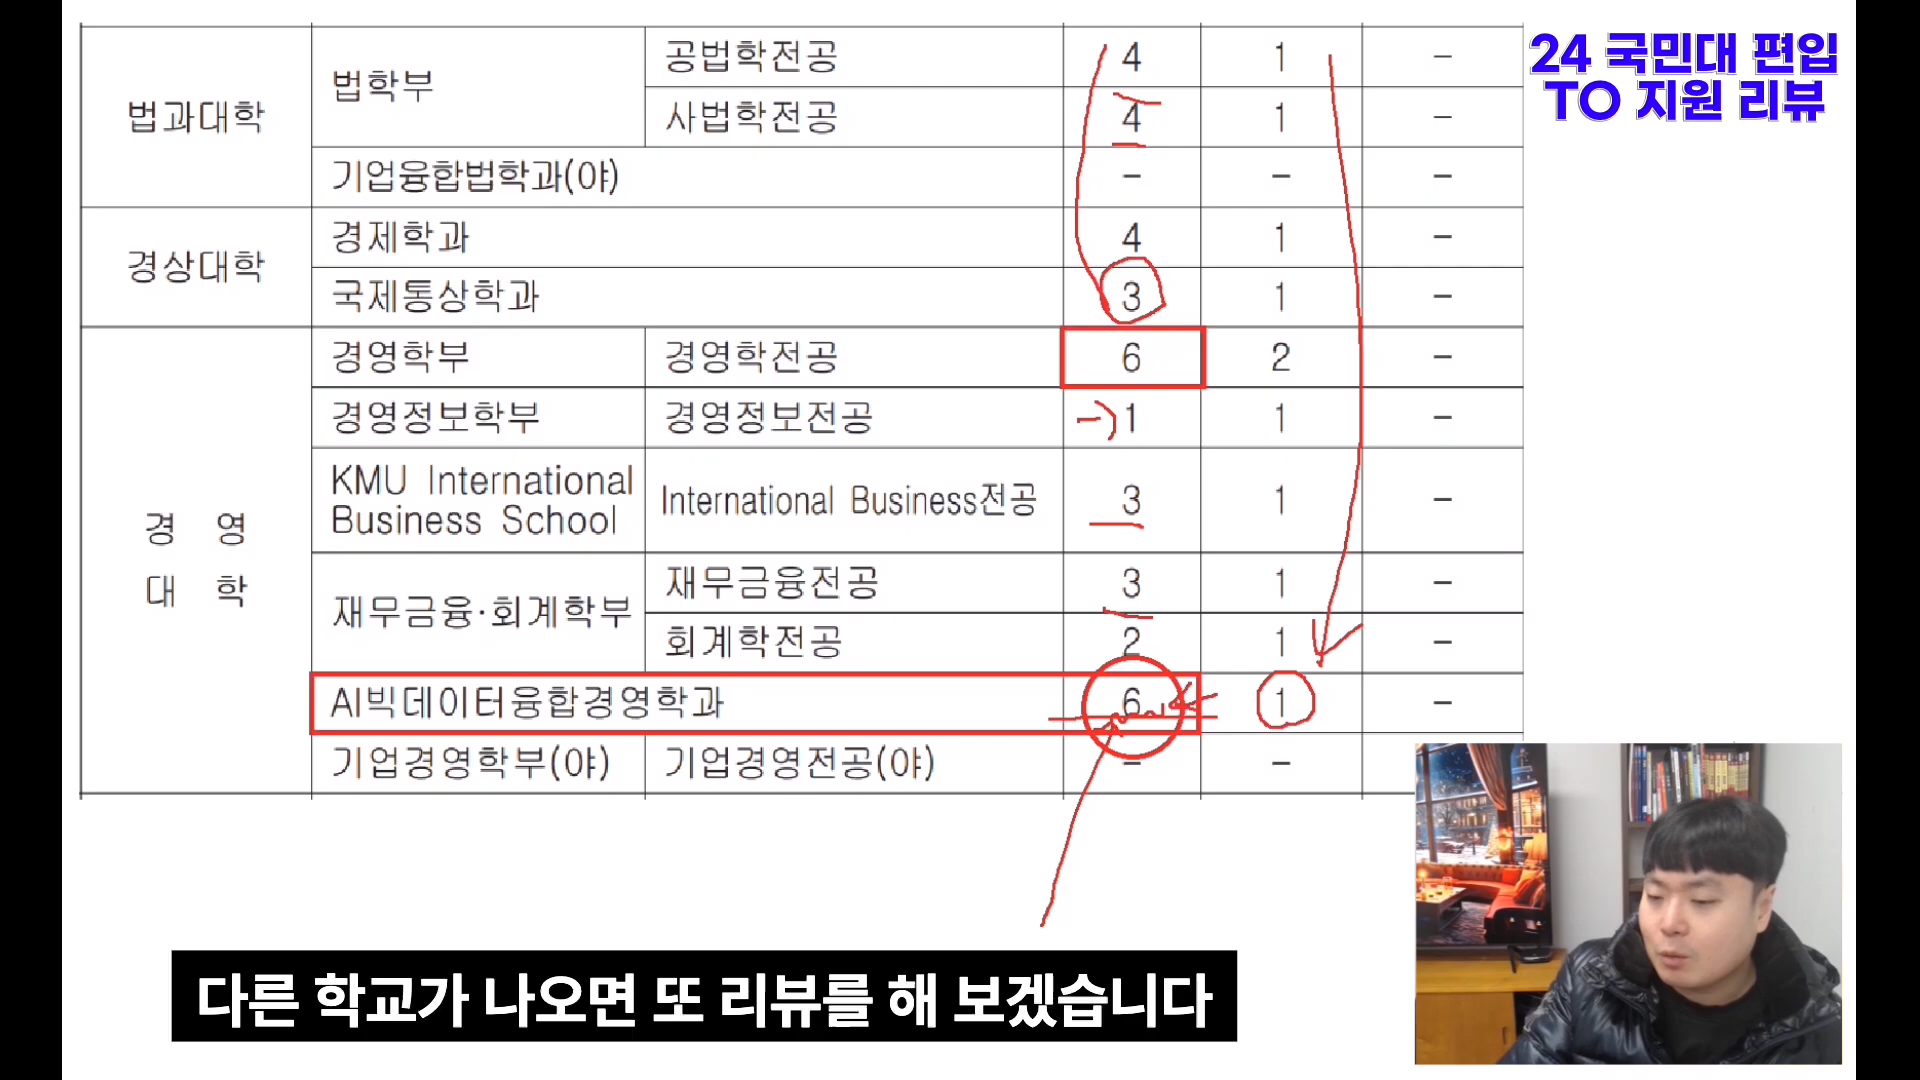 24 국민대 편입
TO 지원 리뷰
법과대학
법학부
공법학전공 4 1 -
사법학전공 4 1 -
기업융합법학과(야) - - -
경상대학
경제학과 4 1 -
국제통상학과 3 1 -
경 영
대 학
경영학부 경영학전공 6 2 -
경영정보학부 경영정보전공 1 1 -
KMU International
Business School
International Business전공 3 1 -
재무금융·회계학부
재무금융전공 3 1 -
회계학전공 2 1 -
AI빅데이터융합경영학과 6 1 -
기업경영학부(야) 기업경영전공(야) - -
다른 학교가 나오면 또 리뷰를 해 보겠습니다